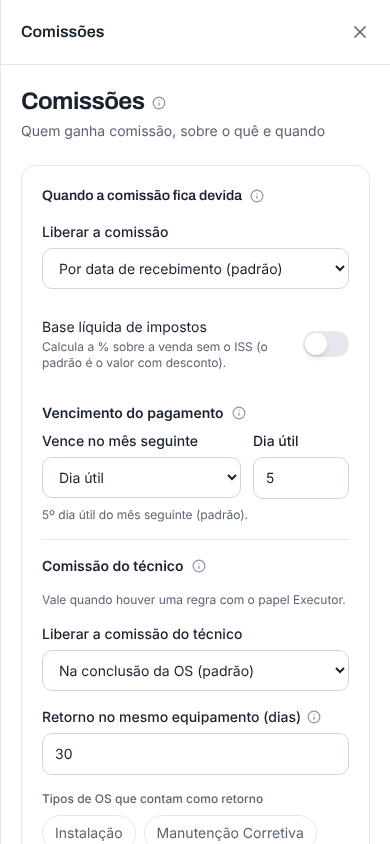 Comissões
Comissões
Quem ganha comissão, sobre o quê e quando
Quando a comissão fica devida
Liberar a comissão
Por data de recebimento (padrão)
Base líquida de impostos
Calcula a % sobre a venda sem o ISS (o
padrão é o valor com desconto).
Vencimento do pagamento
Vence no mês seguinte
Dia útil
Dia útil
5
5º dia útil do mês seguinte (padrão).
Comissão do técnico
Vale quando houver uma regra com o papel Executor.
Liberar a comissão do técnico
Na conclusão da OS (padrão)
Retorno no mesmo equipamento (dias)
30
Tipos de OS que contam como retorno
Instalação
Manutenção Corretiva